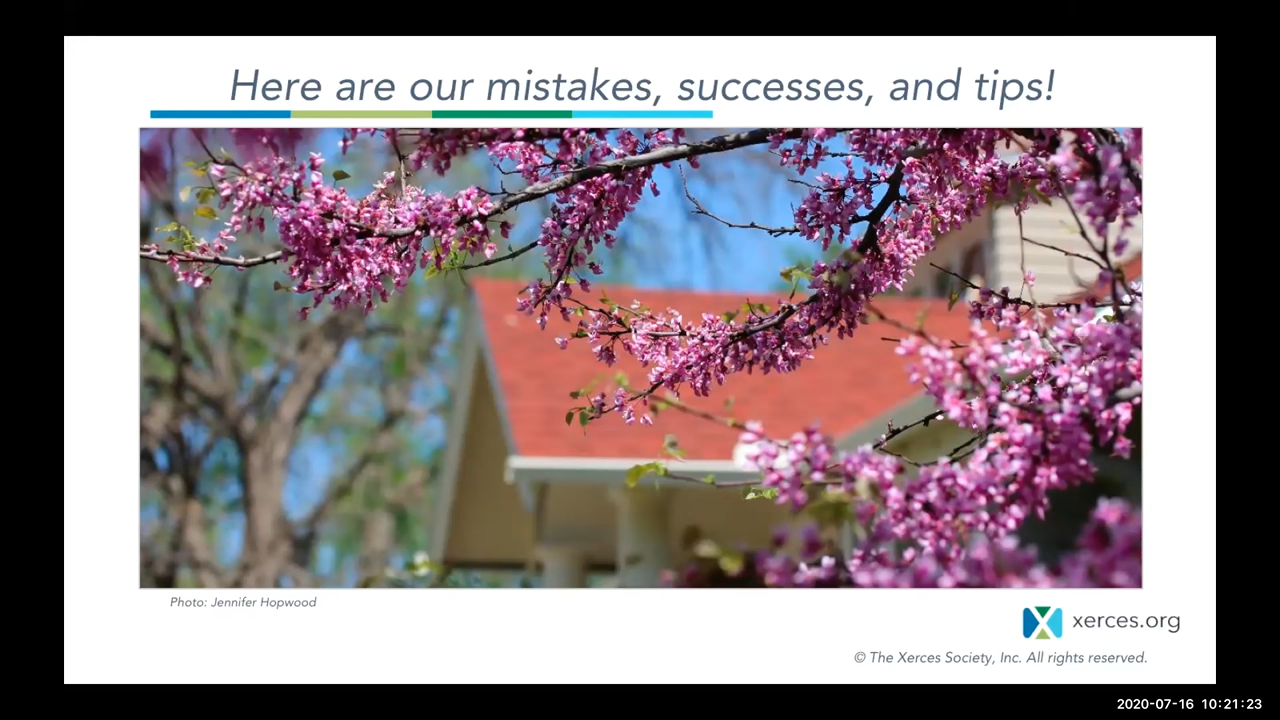 Here are our mistakes, successes, and tips!
Photo: Jennifer Hopwood
xerces.org
© The Xerces Society, Inc. All rights reserved.
2020-07-16 10:21:23